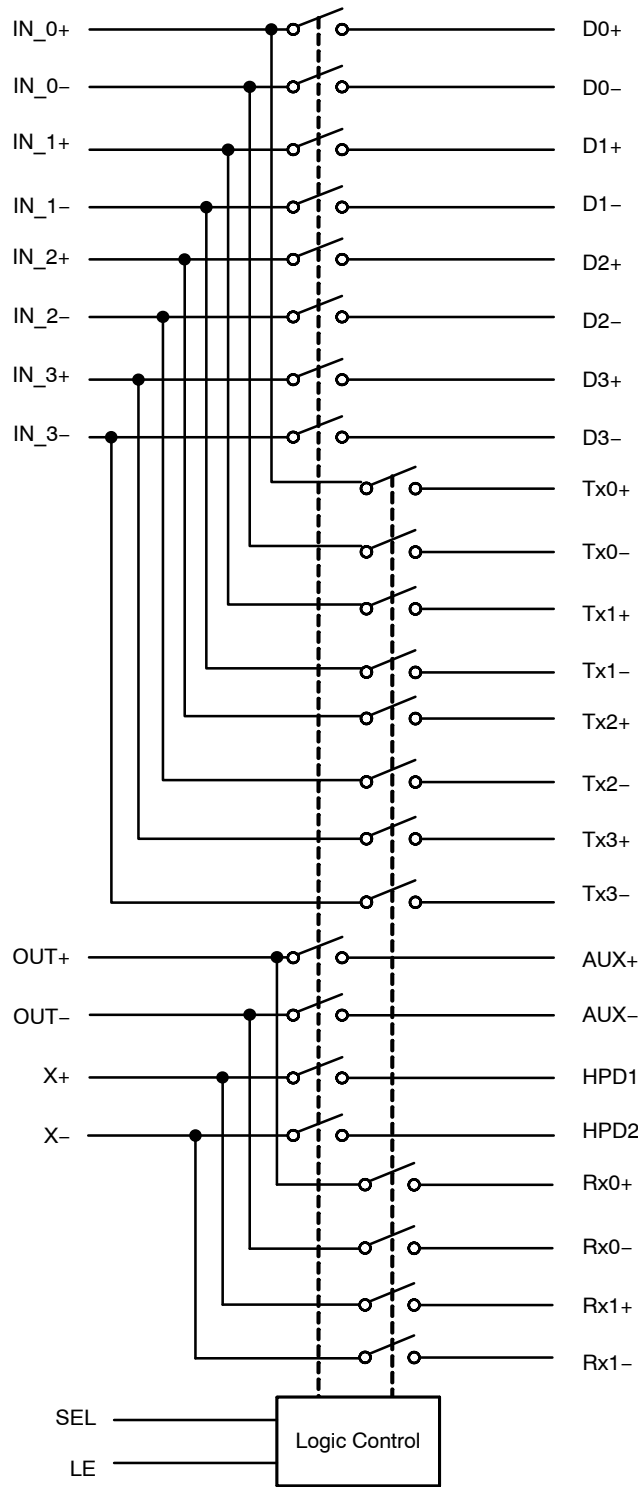 IN_0+ D0+
IN_0− D0−
IN_1+ D1+
IN_1− D1−
IN_2+ D2+
IN_2− D2−
IN_3+ D3+
IN_3− D3−
Tx0+
Tx0−
Tx1+
Tx1−
Tx2+
Tx2−
Tx3+
Tx3−
OUT+ AUX+
OUT− AUX−
X+ HPD1
X− HPD2
Rx0+
Rx0−
Rx1+
Rx1−
SEL
Logic Control
LE